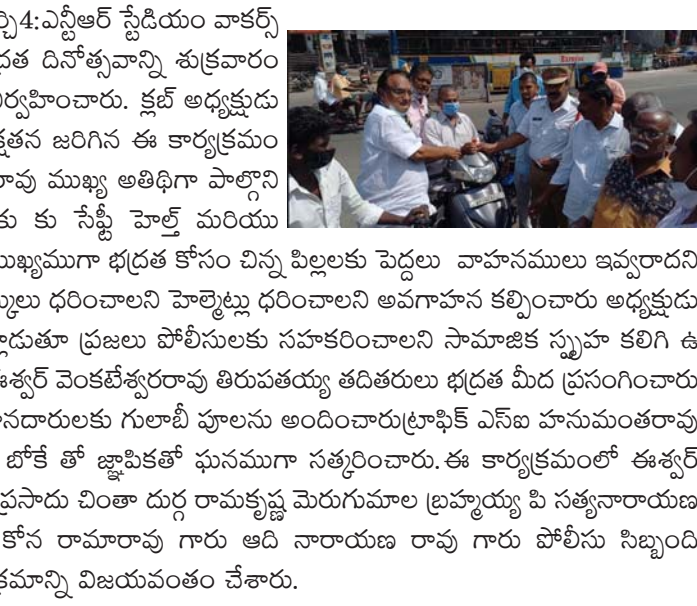 ర్చి4:ఎన్టీఆర్ స్టేడియం వాకర్స్
ద్రత దినోత్సవాన్ని శుక్రవారం
ర్వహించారు. క్లబ్ అధ్యక్షుడు
క్షతన జరిగిన ఈ కార్యక్రమం
రావు ముఖ్య అతిథిగా పాల్గొని
కు కు సేఫ్టీ హెల్త్ మరియు
ముఖ్యముగా భద్రత కోసం చిన్న పిల్లలకు పెద్దలు వాహనములు ఇవ్వరాదని
్కులు ధరించాలని హెల్మెట్లు ధరించాలని అవగాహన కల్పించారు అధ్యక్షుడు
్లాడుతూ ప్రజలు పోలీసులకు సహకరించాలని సామాజిక స్పృహ కలిగి ఉ
ఈశ్వర్ వెంకటేశ్వరరావు తిరుపతయ్య తదితరులు భద్రత మీద ప్రసంగించారు
నదారులకు గులాబీ పూలను అందించారుట్రాఫిక్ ఎస్ఐ హనుమంతరావు
బోకే తో జ్ఞాపికతో ఘనముగా సత్కరించారు. ఈ కార్యక్రమంలో ఈశ్వర్
ప్రసాదు చింతా దుర్గ రామకృష్ణ మెరుగుమాల బ్రహ్మయ్య పి సత్యనారాయణ
కోన రామారావు గారు ఆది నారాయణ రావు గారు పోలీసు సిబ్బంది
క్రమాన్ని విజయవంతం చేశారు.